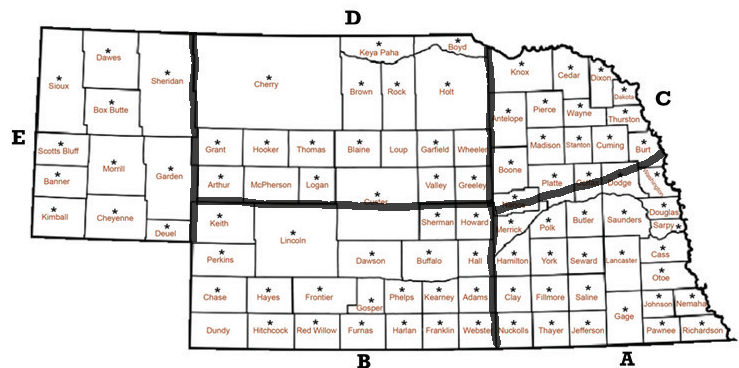 D
Boyd
Keya Paha
Dawes
Sheridan
Sioux
Cherry
Brown
Rock
Holt
Knox
Cedar
Dixon
Dakota
C
Box Butte
Antelope
Pierce
Wayne
Thurston
E
Scotts Bluff
Grant
Hooker
Thomas
Blaine
Loup
Garfield
Wheeler
Madison
Stanton
Cuming
Burt
Morrill
Garden
Boone
Banner
Arthur
McPherson
Logan
Valley
Greeley
Platte
Dodge
Washington
Custer
Kimball
Cheyenne
Deuel
Keith
Lincoln
Sherman
Howard
Merrick
Polk
Butler
Saunders
Douglas
Sarpy
Perkins
Dawson
Buffalo
Hall
Hamilton
York
Seward
Lancaster
Cass
Otoe
Chase
Hayes
Frontier
Gosper
Phelps
Kearney
Adams
Clay
Fillmore
Saline
Johnson
Nemaha
Gage
Dundy
Hitchcock
Red Willow
Furnas
Harlan
Franklin
Webster
Nuckolls
Thayer
Jefferson
Pawnee
Richardson
B
A